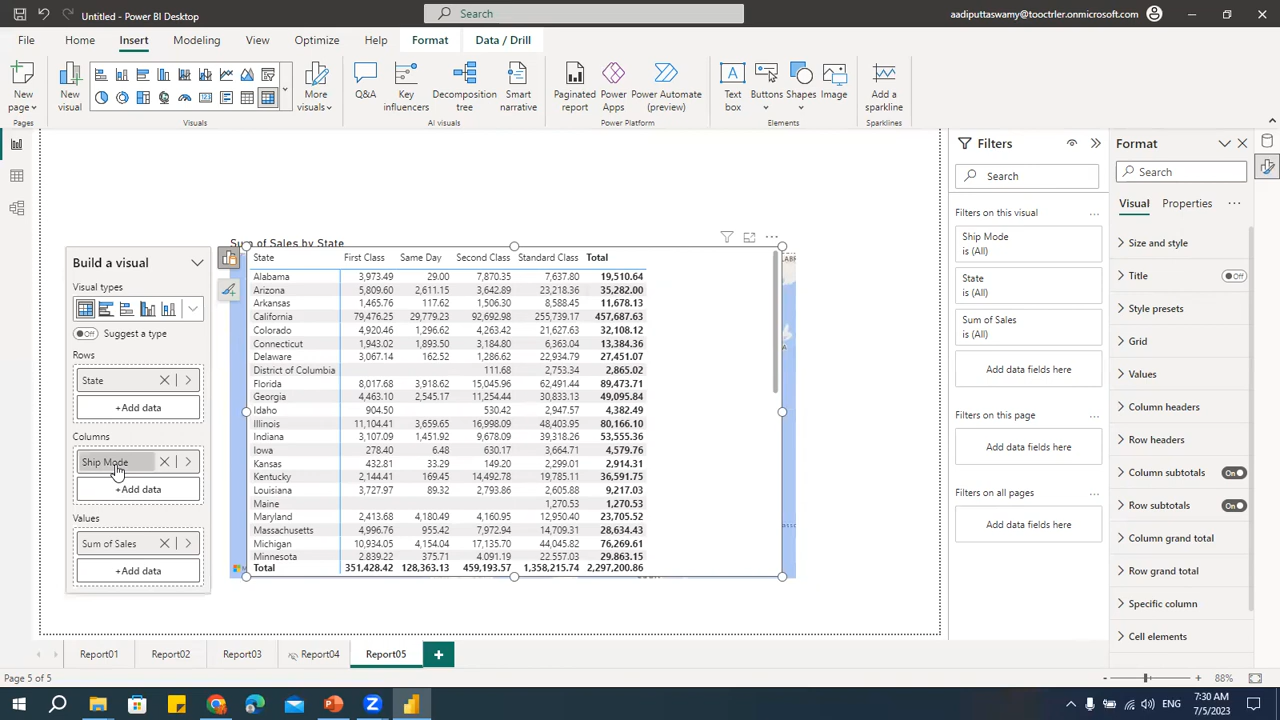 Untitled - Power BI Desktop
Search
aadiputtaswamy@tooctrler.onmicrosoft.com
File Home Insert Modeling View Optimize Help Format Data / Drill
New page
New visual
More visuals
Q&A
Key influencers
Decomposition tree
Smart narrative
Paginated report
Power Apps
Power Automate (preview)
Text box
Buttons
Shapes
Image
Add a sparkline
Pages Visuals AI visuals Power Platform Elements Sparklines
Build a visual
Visual types
Off Suggest a type
Rows
State
+Add data
Columns
Ship Mode
+Add data
Values
Sum of Sales
+Add data
Sum of Sales by State
State First Class Same Day Second Class Standard Class Total
Alabama 3,973.49 29.00 7,870.35 7,637.80 19,510.64
Arizona 5,809.60 2,611.15 3,642.89 23,218.36 35,282.00
Arkansas 1,465.76 117.62 1,506.30 8,588.45 11,678.13
California 79,476.25 29,779.23 92,692.98 255,739.17 457,687.63
Colorado 4,920.46 1,296.62 4,263.42 21,627.63 32,108.12
Connecticut 1,943.02 1,893.50 3,184.80 6,363.04 13,384.36
Delaware 3,067.14 162.52 1,286.62 22,934.79 27,451.07
District of Columbia 111.68 2,753.34 2,865.02
Florida 8,017.68 3,918.62 15,045.96 62,491.44 89,473.71
Georgia 4,463.10 2,545.17 11,254.44 30,833.13 49,095.84
Idaho 904.50 530.42 2,947.57 4,382.49
Illinois 11,104.41 3,659.65 16,998.09 48,403.95 80,166.10
Indiana 3,107.09 1,451.92 9,678.09 39,318.26 53,555.36
Iowa 278.40 6.48 630.17 3,664.71 4,579.76
Kansas 432.81 33.29 149.20 2,299.01 2,914.31
Kentucky 2,144.41 169.45 14,492.78 19,785.11 36,591.75
Louisiana 3,727.97 89.32 2,793.86 2,605.88 9,217.03
Maine 1,270.53 1,270.53
Maryland 2,413.68 4,180.49 4,160.95 12,950.40 23,705.52
Massachusetts 4,996.76 955.42 7,972.94 14,709.31 28,634.43
Michigan 10,934.05 4,154.04 17,135.70 44,045.82 76,269.61
Minnesota 2,839.22 375.71 4,091.19 22,557.03 29,863.15
Total 351,428.42 128,363.13 459,193.57 1,358,215.74 2,297,200.86
Filters
Search
Filters on this visual
Ship Mode
is (All)
State
is (All)
Sum of Sales
is (All)
Add data fields here
Filters on this page
Add data fields here
Filters on all pages
Add data fields here
Format
Search
Visual Properties
Size and style
Title Off
Style presets
Grid
Values
Column headers
Row headers
Column subtotals On
Row subtotals On
Column grand total
Row grand total
Specific column
Cell elements
Report01 Report02 Report03 Report04 Report05
Page 5 of 5
88%
ENG
7:30 AM
7/5/2023